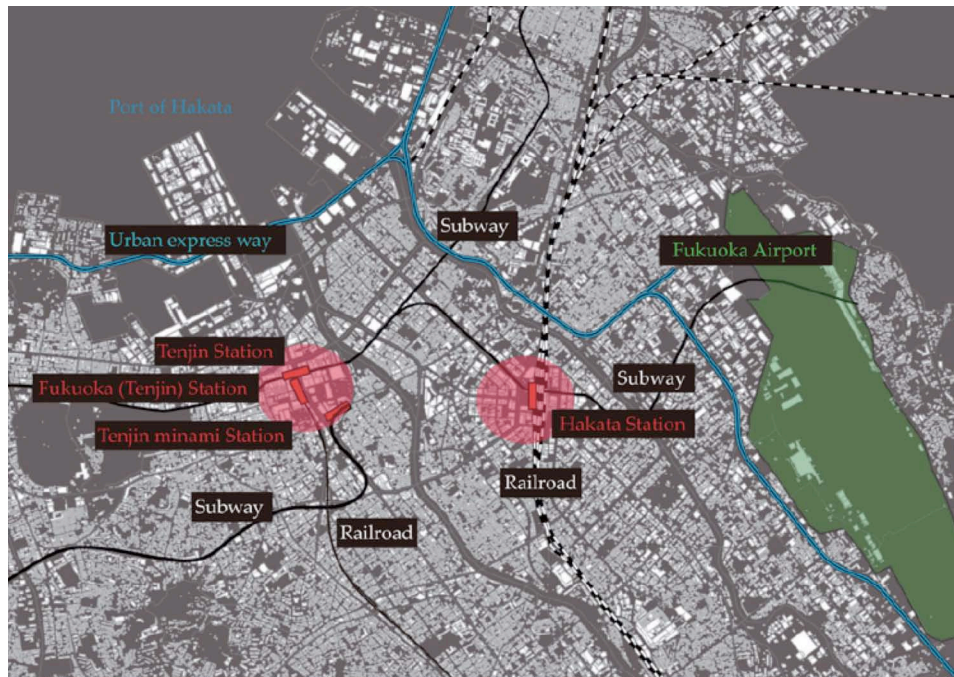 Port of Hakata
Subway
Urban express way
Fukuoka Airport
Tenjin Station
Fukuoka (Tenjin) Station
Subway
Tenjin minami Station
Hakata Station
Railroad
Subway
Railroad